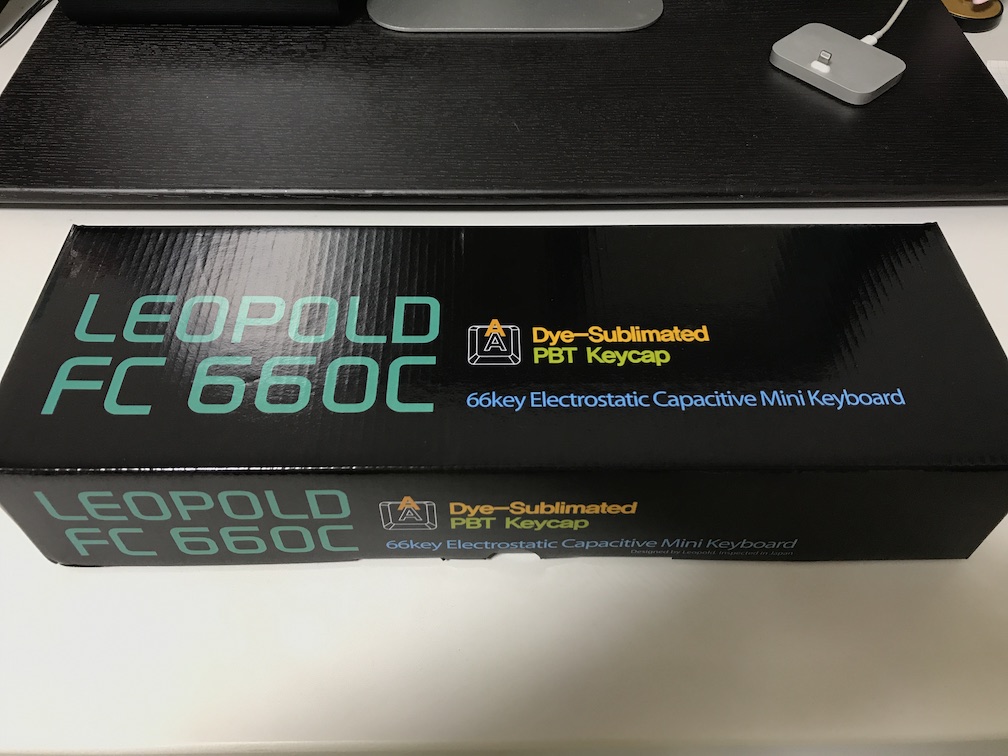 LEOPOLD
FC 660C
A
A
Dye-Sublimated
PBT Keycap
66key Electrostatic Capacitive Mini Keyboard
LEOPOLD
FC 660C
A
A
Dye-Sublimated
PBT Keycap
66key Electrostatic Capacitive Mini Keyboard
Designed by Leopold. Inspected in Japan